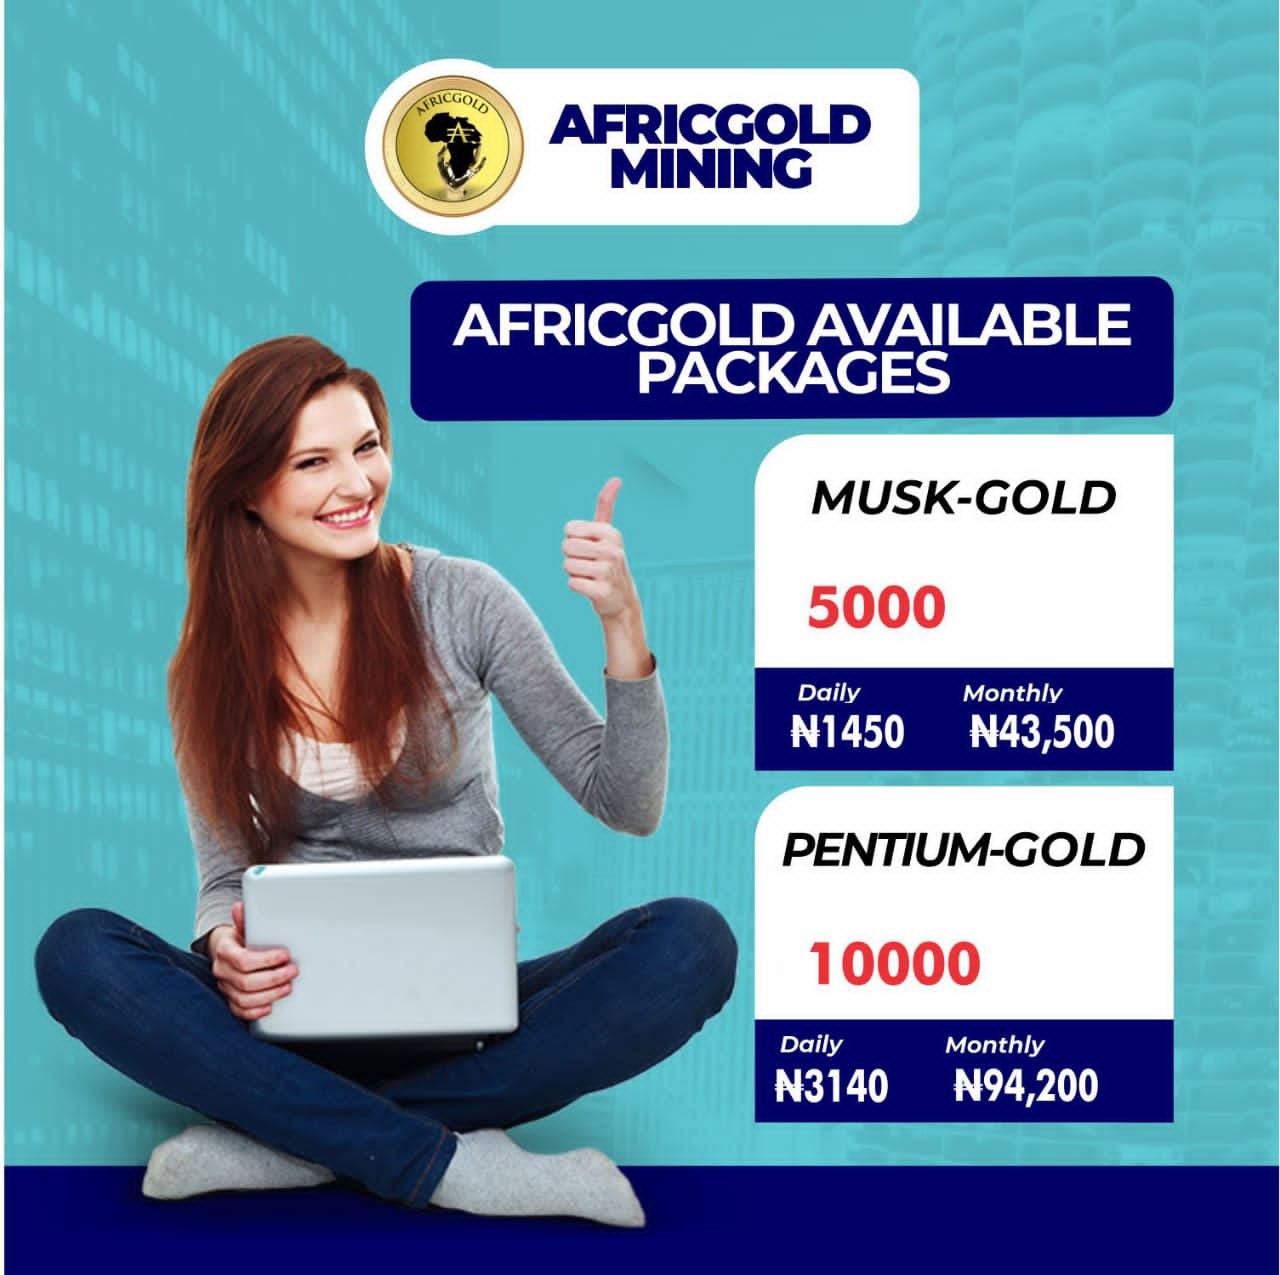 AFRICGOLD
AFRICGOLD
MINING
AFRICGOLD AVAILABLE
PACKAGES
MUSK-GOLD
5000
Daily Monthly
₦1450 ₦43,500
PENTIUM-GOLD
10000
Daily Monthly
₦3140 ₦94,200